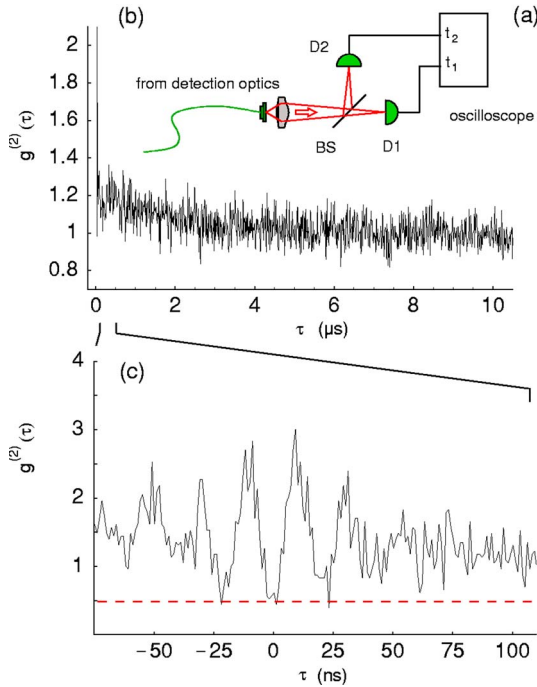 (b)
(a)
2
1.8
1.6
1.4
1.2
1
0.8
g(2)(τ)
D2
t2
t1
from detection optics
oscilloscope
BS
D1
0
2
4
6
8
10
τ (µs)
(c)
4
3
2
1
g(2)(τ)
−50
−25
0
25
50
75
100
τ (ns)